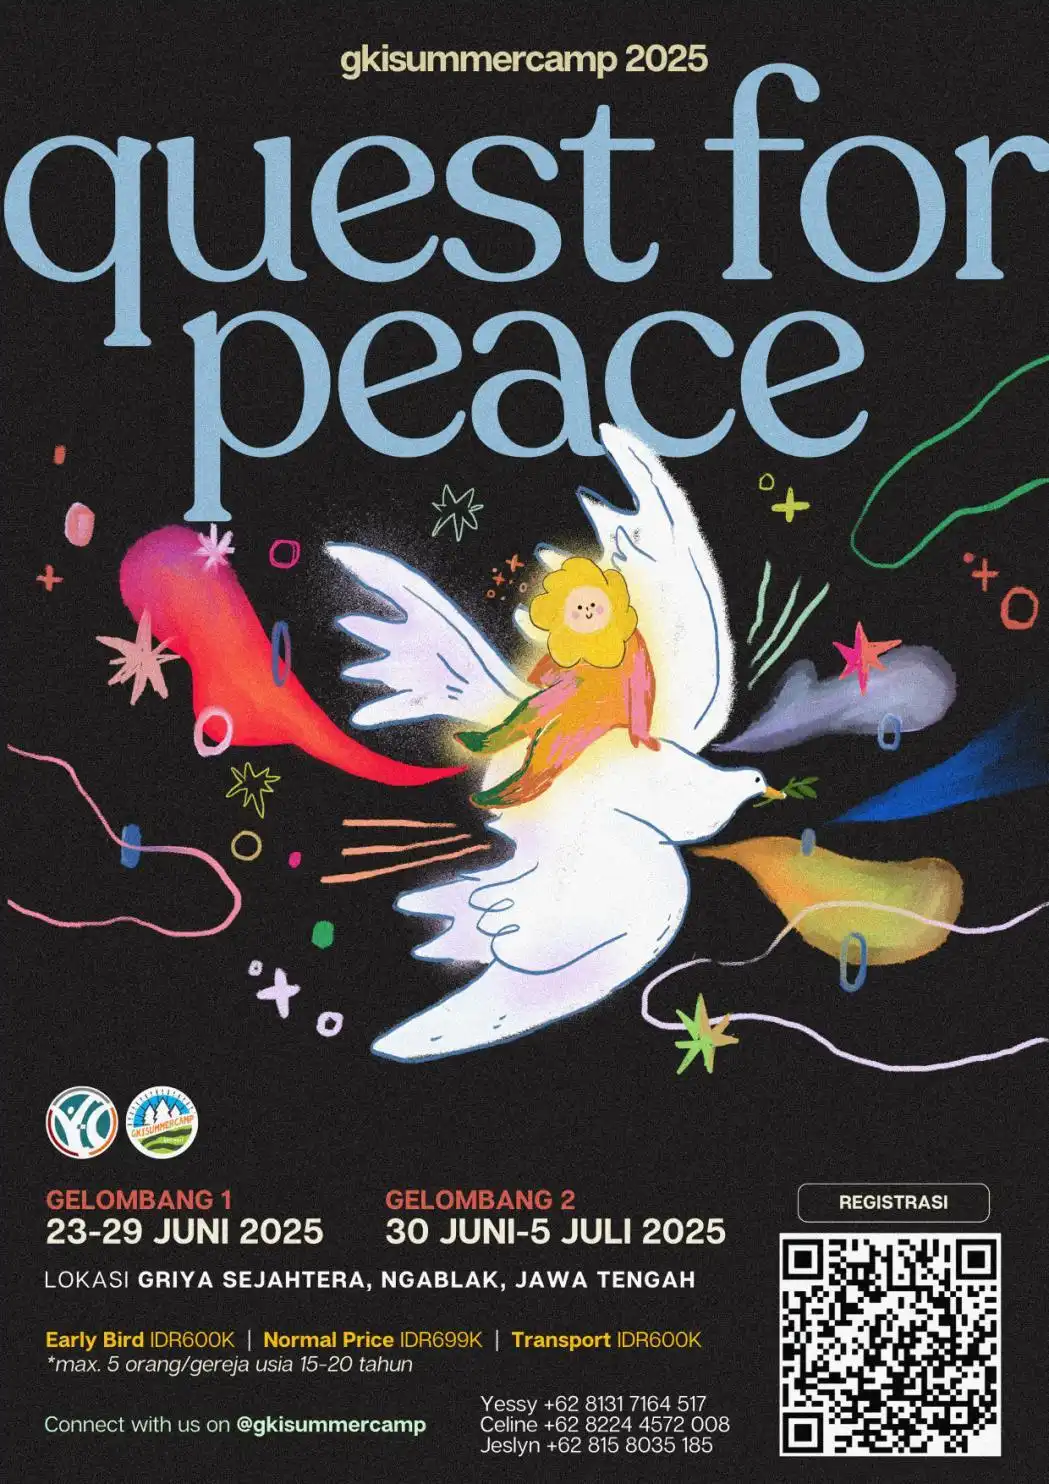 gkisummercamp 2025
quest for
peace
GKISUMMERCAMP
GELOMBANG 1
23-29 JUNI 2025
GELOMBANG 2
30 JUNI-5 JULI 2025
LOKASI GRIYA SEJAHTERA, NGABLAK, JAWA TENGAH
Early Bird IDR600K | Normal Price IDR699K | Transport IDR600K
*max. 5 orang/gereja usia 15-20 tahun
Connect with us on @gkisummercamp
Yessy +62 8131 7164 517
Celine +62 8224 4572 008
Jeslyn +62 815 8035 185
REGISTRASI